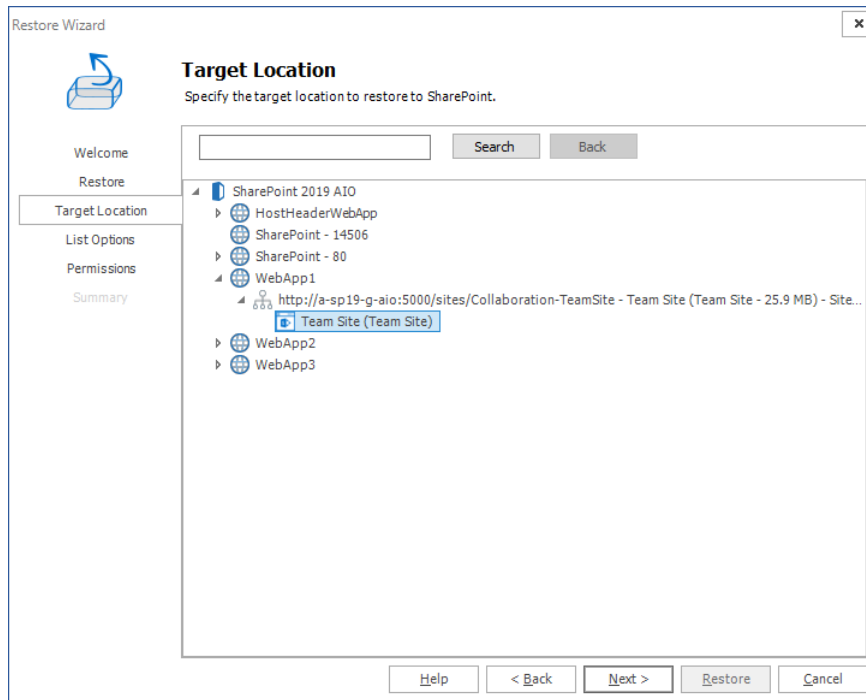 Restore Wizard
Target Location
Specify the target location to restore to SharePoint.
Welcome
Restore
Target Location
List Options
Permissions
Summary
Search
Back
SharePoint 2019 AIO
HostHeaderWebApp
SharePoint - 14506
SharePoint - 80
WebApp1
http://a-sp19-g-aio:5000/sites/Collaboration-TeamSite - Team Site (Team Site - 25.9 MB) - Site...
Team Site (Team Site)
WebApp2
WebApp3
Help
< Back
Next >
Restore
Cancel